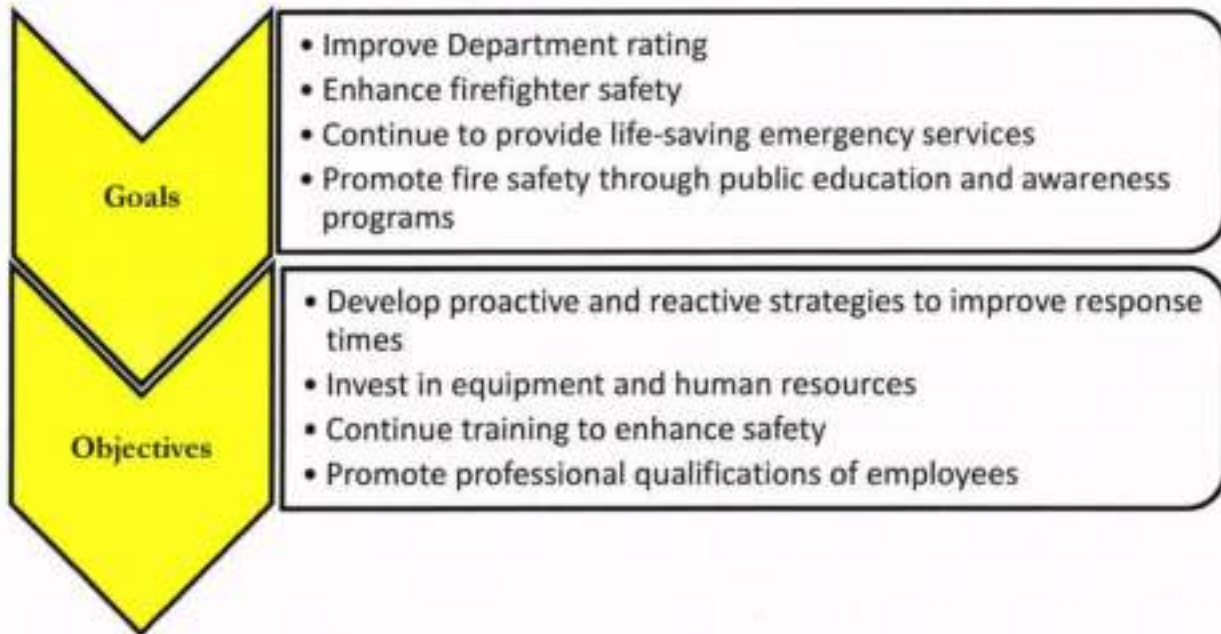 Goals
• Improve Department rating
• Enhance firefighter safety
• Continue to provide life-saving emergency services
• Promote fire safety through public education and awareness
programs
Objectives
• Develop proactive and reactive strategies to improve response
times
• Invest in equipment and human resources
• Continue training to enhance safety
• Promote professional qualifications of employees